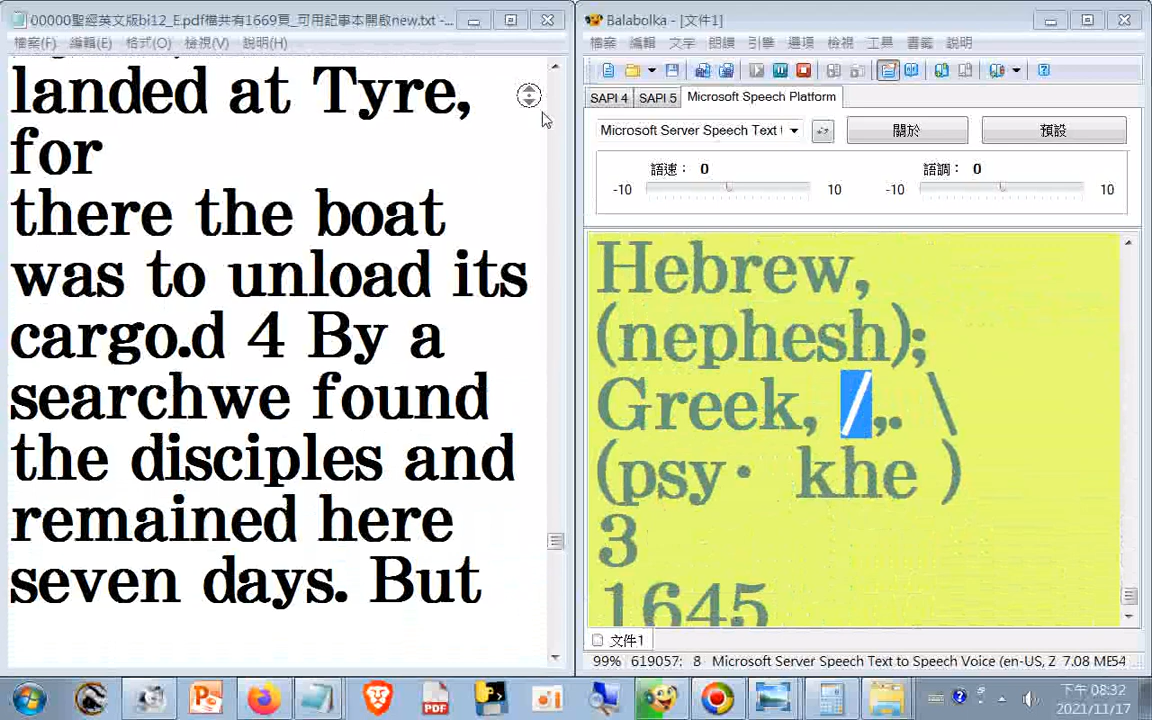 00000聖經英文版bi12_E.pdf檔共有1669頁_可用記事本開啟new.txt -...
檔案(F) 編輯(E) 格式(O) 檢視(V) 說明(H)
landed at Tyre,
for
there the boat
was to unload its
cargo.d 4 By a
searchwe found
the disciples and
remained here
seven days. But
Balabolka - [文件1]
檔案 編輯 文字 朗讀 引擎 選項 檢視 工具 書籤 說明
SAPI 4 SAPI 5 Microsoft Speech Platform
Microsoft Server Speech Text 關於 預設
語速： 0 語調： 0
-10 10 -10 10
Hebrew,
(nephesh);
Greek, /,. \
(psy· khe )
3
1645
文件1
99% 619057: 8 Microsoft Server Speech Text to Speech Voice (en-US, Z 7.08 ME54
PDF
下午 08:32
2021/11/17